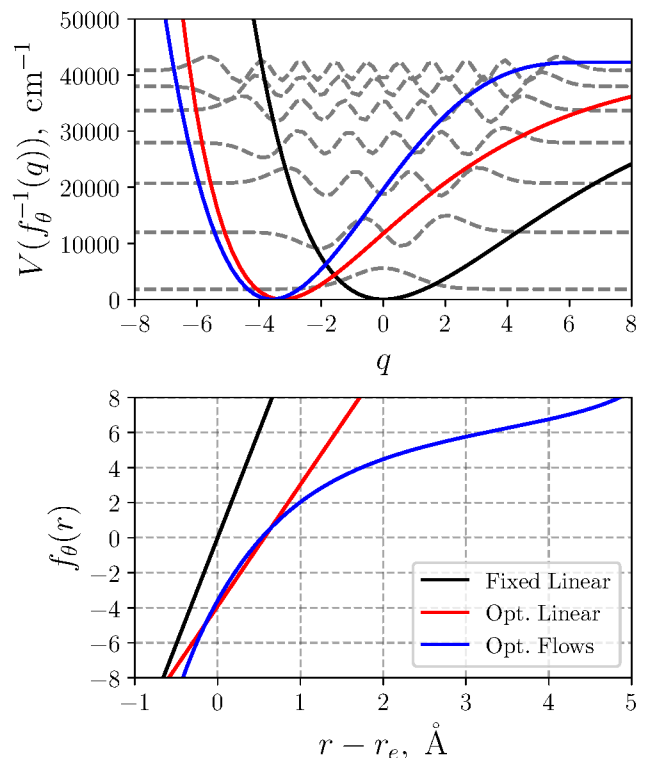 50000
40000
30000
20000
10000
0
V(f_θ^{-1}(q)), cm^{-1}
−8 −6 −4 −2 0 2 4 6 8
q
8
6
4
2
0
−2
−4
−6
−8
f_θ(r)
Fixed Linear
Opt. Linear
Opt. Flows
−1 0 1 2 3 4 5
r − r_e, Å